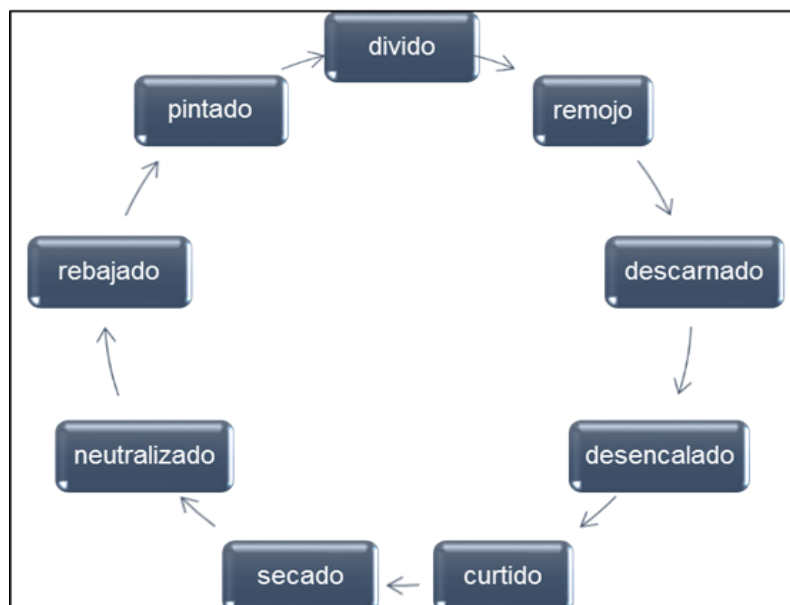 divido
remojo
descarnado
desencalado
curtido
secado
neutralizado
rebajado
pintado